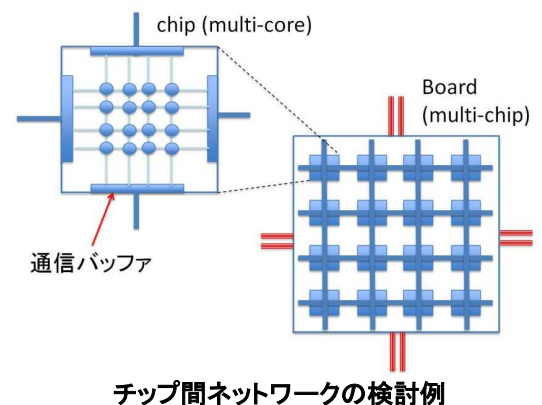 chip (multi-core)
Board
(multi-chip)
通信バッファ
チップ間ネットワークの検討例